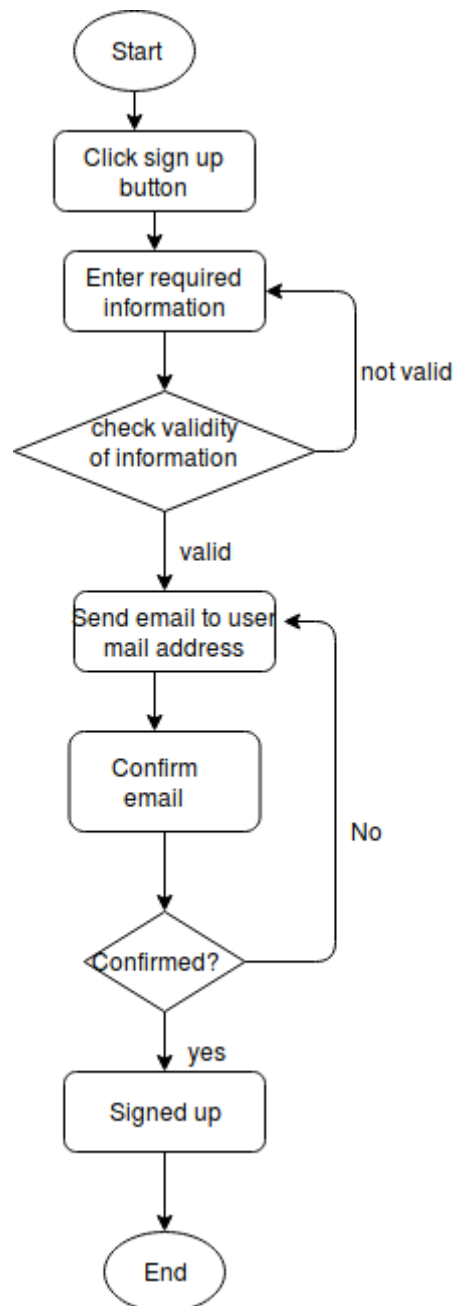 Start
Click sign up
button
Enter required
information
not valid
check validity
of information
valid
Send email to user
mail address
Confirm
email
No
Confirmed?
yes
Signed up
End